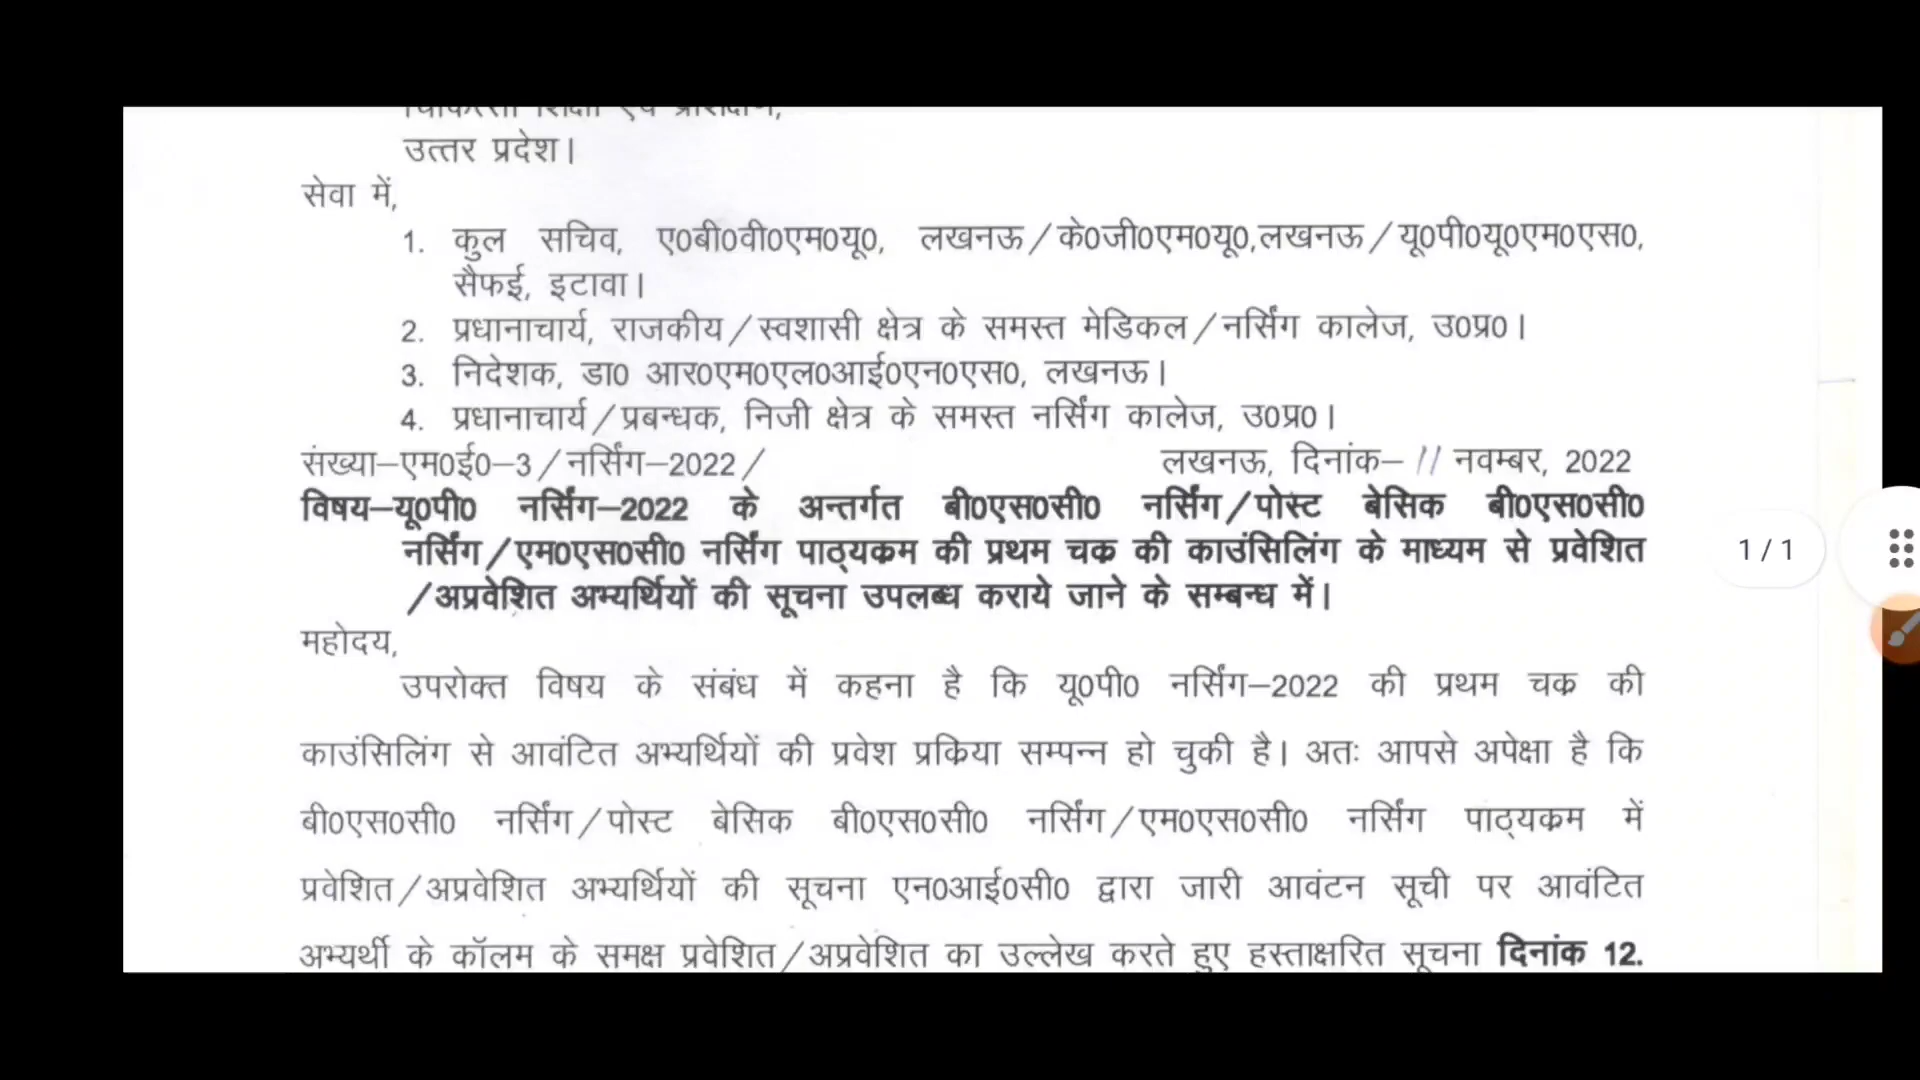 चिकित्सा शिक्षा एवं प्रशिक्षण,
उत्तर प्रदेश।
सेवा में,
1. कुल सचिव, ए0बी0वी0एम0यू0, लखनऊ/के0जी0एम0यू0,लखनऊ/यू0पी0यू0एम0एस0,
सैफई, इटावा।
2. प्रधानाचार्य, राजकीय/स्वशासी क्षेत्र के समस्त मेडिकल/नर्सिंग कालेज, उ0प्र0।
3. निदेशक, डा0 आर0एम0एल0आई0एन0एस0, लखनऊ।
4. प्रधानाचार्य/प्रबन्धक, निजी क्षेत्र के समस्त नर्सिंग कालेज, उ0प्र0।
संख्या–एम0ई0–3/नर्सिंग–2022/ लखनऊ, दिनांक– 11 नवम्बर, 2022
विषय–यू0पी0 नर्सिंग–2022 के अन्तर्गत बी0एस0सी0 नर्सिंग/पोस्ट बेसिक बी0एस0सी0
नर्सिंग/एम0एस0सी0 नर्सिंग पाठ्यक्रम की प्रथम चक्र की काउंसिलिंग के माध्यम से प्रवेशित
/अप्रवेशित अभ्यर्थियों की सूचना उपलब्ध कराये जाने के सम्बन्ध में।
महोदय,
उपरोक्त विषय के संबंध में कहना है कि यू0पी0 नर्सिंग–2022 की प्रथम चक्र की
काउंसिलिंग से आवंटित अभ्यर्थियों की प्रवेश प्रक्रिया सम्पन्न हो चुकी है। अतः आपसे अपेक्षा है कि
बी0एस0सी0 नर्सिंग/पोस्ट बेसिक बी0एस0सी0 नर्सिंग/एम0एस0सी0 नर्सिंग पाठ्यक्रम में
प्रवेशित/अप्रवेशित अभ्यर्थियों की सूचना एन0आई0सी0 द्वारा जारी आवंटन सूची पर आवंटित
अभ्यर्थी के कॉलम के समक्ष प्रवेशित/अप्रवेशित का उल्लेख करते हुए हस्ताक्षरित सूचना दिनांक 12.
1 / 1